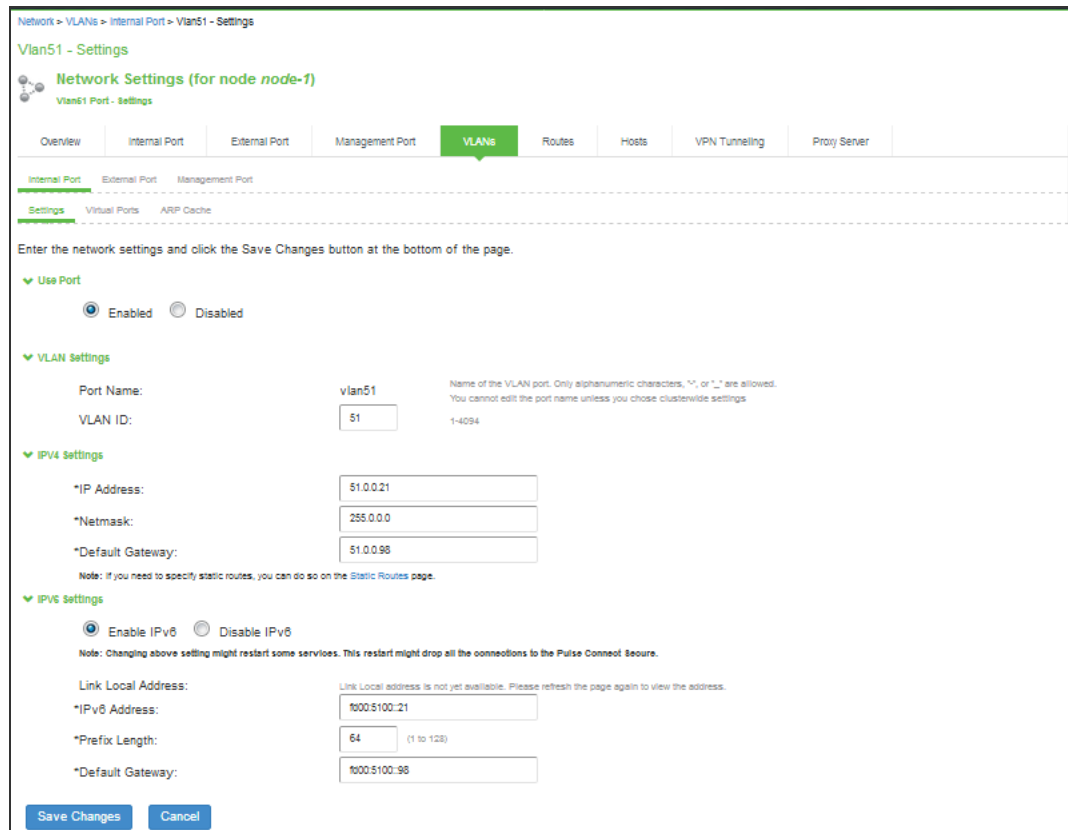 Network > VLANs > Internal Port > Vlan51 - Settings
Vlan51 - Settings
Network Settings (for node node-1)
Vlan51 Port - Settings
Overview Internal Port External Port Management Port VLANs Routes Hosts VPN Tunneling Proxy Server
Internal Port External Port Management Port
Settings Virtual Ports ARP Cache
Enter the network settings and click the Save Changes button at the bottom of the page.
Use Port
Enabled Disabled
VLAN Settings
Port Name: vlan51 Name of the VLAN port. Only alphanumeric characters, "-", or "_" are allowed.
You cannot edit the port name unless you chose clusterwide settings
VLAN ID: 51 1-4094
IPV4 Settings
*IP Address: 51.0.0.21
*Netmask: 255.0.0.0
*Default Gateway: 51.0.0.98
Note: If you need to specify static routes, you can do so on the Static Routes page.
IPV6 Settings
Enable IPv6 Disable IPv6
Note: Changing above setting might restart some services. This restart might drop all the connections to the Pulse Connect Secure.
Link Local Address: Link Local address is not yet available. Please refresh the page again to view the address.
*IPv6 Address: fd00:5100::21
*Prefix Length: 64 (1 to 128)
*Default Gateway: fd00:5100::98
Save Changes Cancel